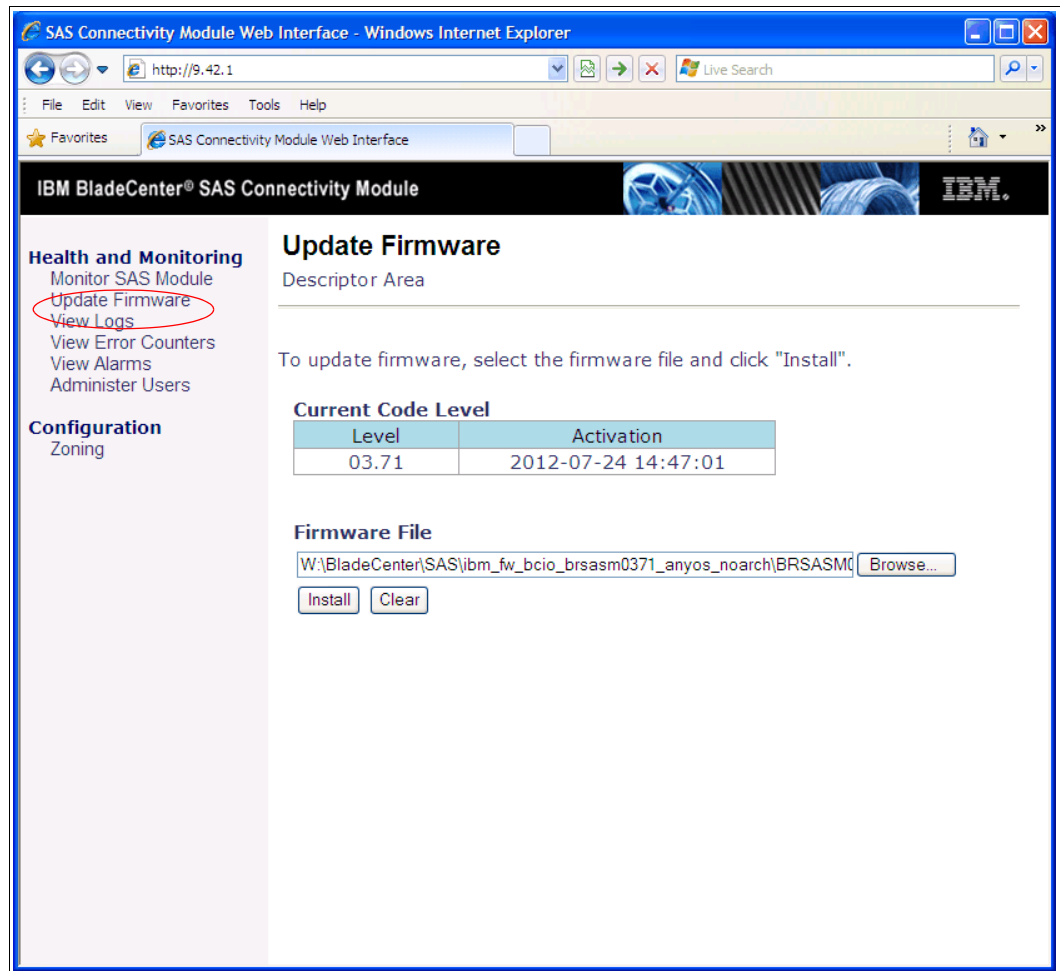 SAS Connectivity Module Web Interface - Windows Internet Explorer
http://9.42.1
Live Search
File Edit View Favorites Tools Help
Favorites
SAS Connectivity Module Web Interface
IBM BladeCenter® SAS Connectivity Module
IBM.
Health and Monitoring
Monitor SAS Module
Update Firmware
View Logs
View Error Counters
View Alarms
Administer Users
Configuration
Zoning
Update Firmware
Descriptor Area
To update firmware, select the firmware file and click "Install".
Current Code Level
Level Activation
03.71 2012-07-24 14:47:01
Firmware File
W:\BladeCenter\SAS\ibm_fw_bcio_brsasm0371_anyos_noarch\BRSASM0 Browse...
Install Clear